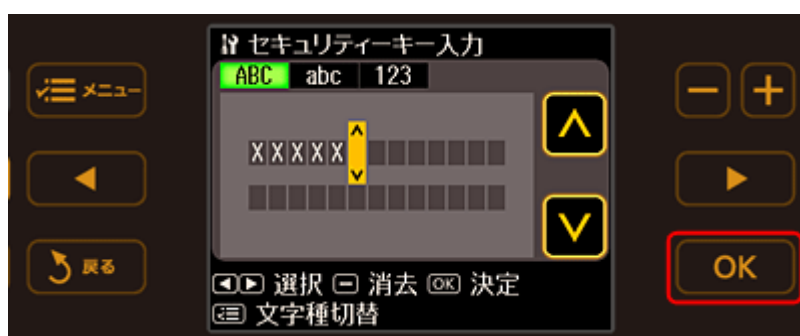 セキュリティーキー入力
ABC abc 123
メニュー
XXXXX
戻る
OK
選択 消去 OK 決定
文字種切替